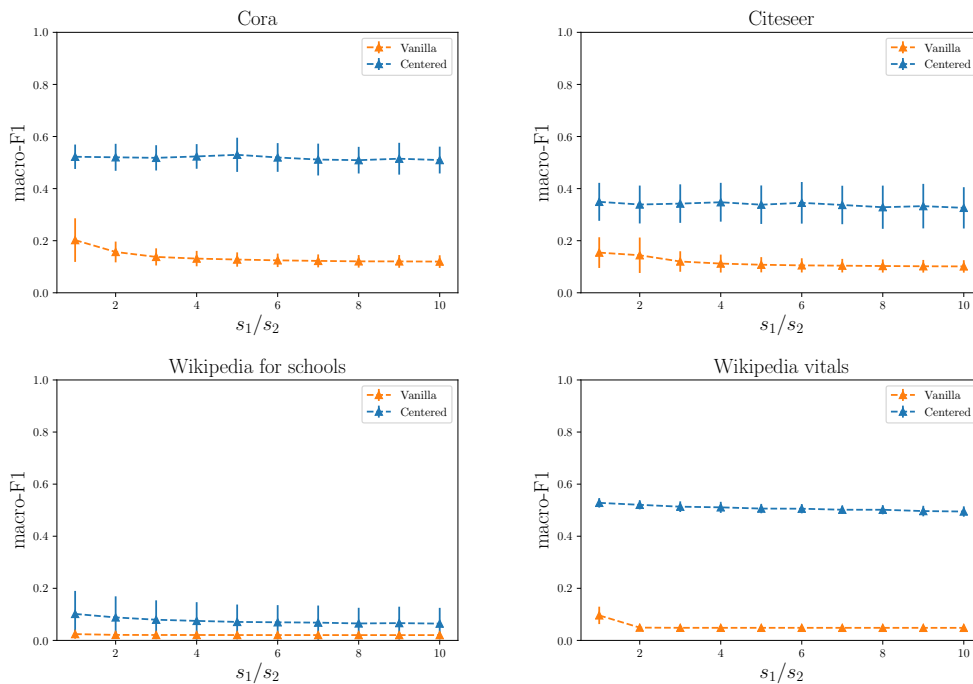 Cora
1.0
0.8
0.6
0.4
0.2
0.0
macro-F1
Vanilla
Centered
2 4 6 8 10
s₁/s₂
Citeseer
1.0
0.8
0.6
0.4
0.2
0.0
macro-F1
Vanilla
Centered
2 4 6 8 10
s₁/s₂
Wikipedia for schools
1.0
0.8
0.6
0.4
0.2
0.0
macro-F1
Vanilla
Centered
2 4 6 8 10
s₁/s₂
Wikipedia vitals
1.0
0.8
0.6
0.4
0.2
0.0
macro-F1
Vanilla
Centered
2 4 6 8 10
s₁/s₂